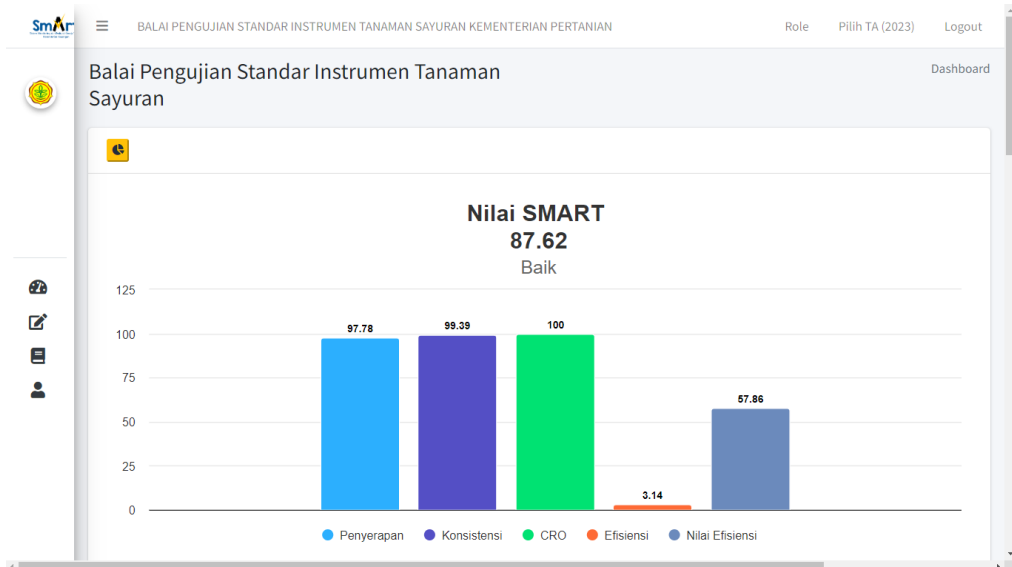 SmArt
BALAI PENGUJIAN STANDAR INSTRUMEN TANAMAN SAYURAN KEMENTERIAN PERTANIAN
Role
Pilih TA (2023)
Logout
Balai Pengujian Standar Instrumen Tanaman
Sayuran
Dashboard
Nilai SMART
87.62
Baik
125
100
75
50
25
0
97.78
99.39
100
3.14
57.86
Penyerapan
Konsistensi
CRO
Efisiensi
Nilai Efisiensi